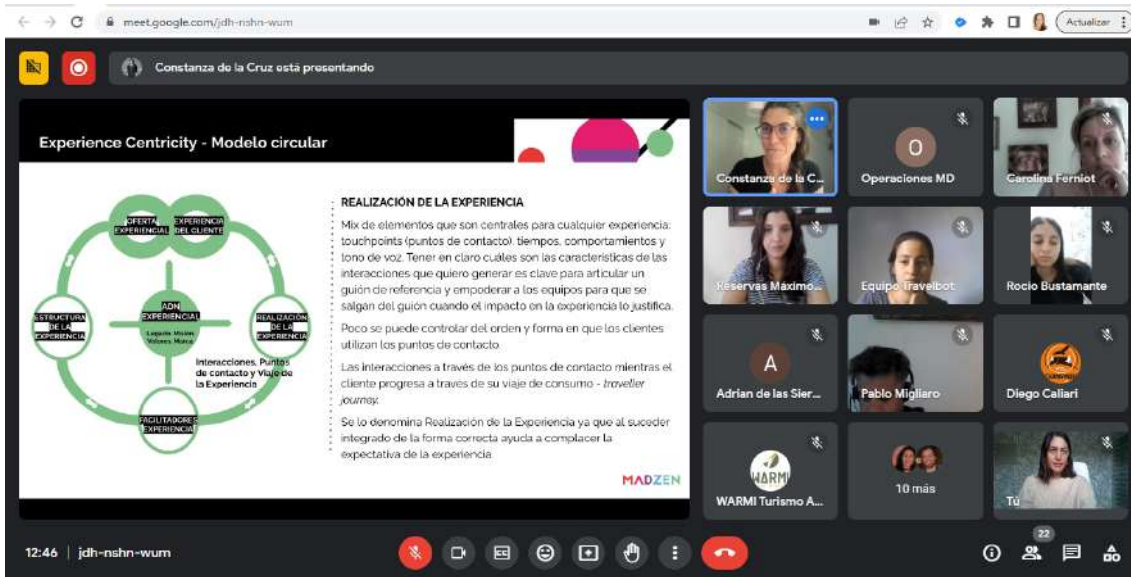 meet.google.com/jdh-nshn-wum
Actualizar
Constanza de la Cruz está presentando
Experience Centricity - Modelo circular
OFERTA
EXPERIENCIAL
EXPERIENCIA
DEL CLIENTE
ESTRUCTURA
DE LA
EXPERIENCIA
ADN
EXPERIENCIAL
Legado, Misión,
Valores, Marca
REALIZACIÓN
DE LA
EXPERIENCIA
Interacciones, Puntos
de contacto y Viaje de
la Experiencia
FACILITADORES
EXPERIENCIA
REALIZACIÓN DE LA EXPERIENCIA
Mix de elementos que son centrales para cualquier experiencia:
touchpoints (puntos de contacto), tiempos, comportamientos y
tono de voz. Tener en claro cuáles son las características de las
interacciones que quiero generar es clave para articular un
guión de referencia y empoderar a los equipos para que se
salgan del guión cuando el impacto en la experiencia lo justifica.
Poco se puede controlar del orden y forma en que los clientes
utilizan los puntos de contacto.
Las interacciones a través de los puntos de contacto mientras el
cliente progresa a través de su viaje de consumo - traveller
journey.
Se lo denomina Realización de la Experiencia ya que al suceder
integrado de la forma correcta ayuda a complacer la
expectativa de la experiencia
MADZEN
Constanza de la C...
O
Operaciones MD
Carolina Ferniot
Reservas Máximo...
Equipo Travelbot
Rocio Bustamante
A
Adrian de las Sier...
Pablo Migliaro
Diego Caliari
WARMI
WARMI Turismo A...
10 más
Tú
12:46 | jdh-nshn-wum
22